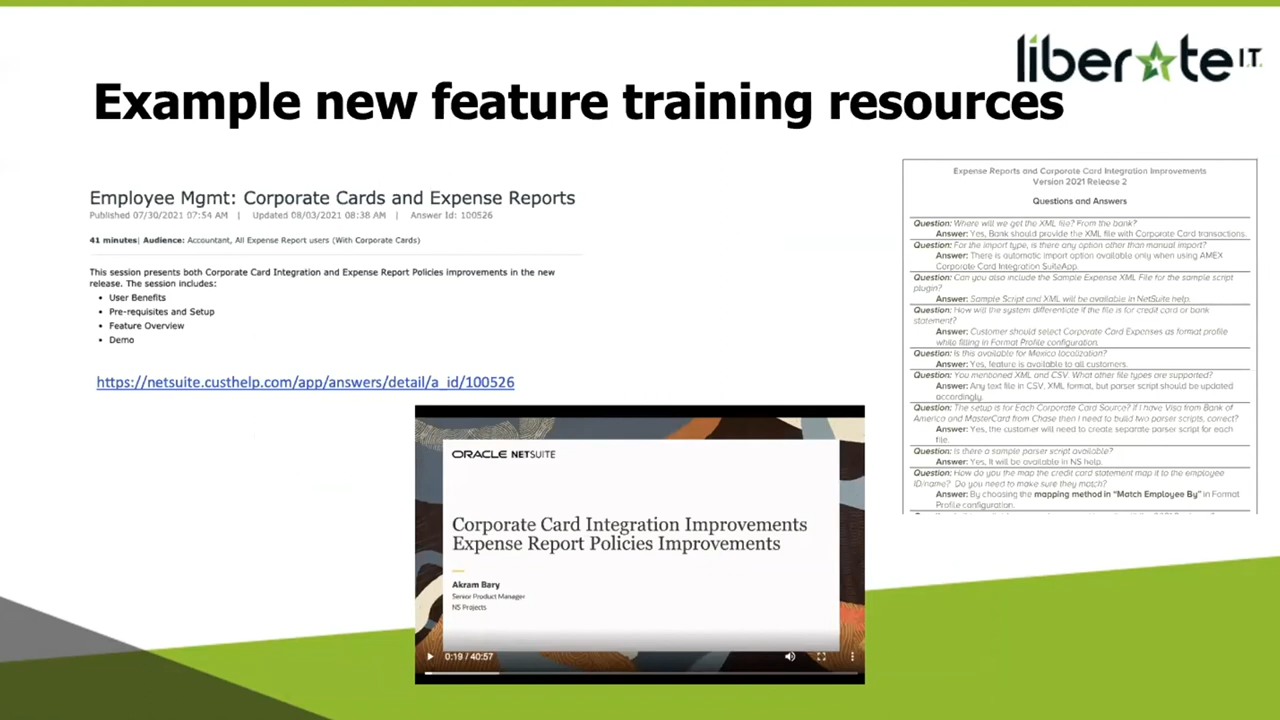 liberate I.T.
Example new feature training resources
Employee Mgmt: Corporate Cards and Expense Reports
Published 07/30/2021 07:54 AM | Updated 08/03/2021 08:38 AM | Answer Id: 100526
41 minutes| Audience: Accountant, All Expense Report users (With Corporate Cards)
This session presents both Corporate Card Integration and Expense Report Policies improvements in the new
release. The session includes:
• User Benefits
• Pre-requisites and Setup
• Feature Overview
• Demo
https://netsuite.custhelp.com/app/answers/detail/a_id/100526
ORACLE NETSUITE
Corporate Card Integration Improvements
Expense Report Policies Improvements
Akram Bary
Senior Product Manager
NS Projects
0:19 / 40:57
Expense Reports and Corporate Card Integration Improvements
Version 2021 Release 2
Questions and Answers
Question: Where will we get the XML file? From the bank?
Answer: Yes, Bank should provide the XML file with Corporate Card transactions.
Question: For the import type, is there any option other than manual import?
Answer: There is automatic import option available only when using AMEX
Corporate Card Integration SuiteApp.
Question: Can you also include the Sample Expense XML File for the sample script
plugin?
Answer: Sample Script and XML will be available in NetSuite help.
Question: How will the system differentiate if the file is for credit card or bank
statement?
Answer: Customer should select Corporate Card Expenses as format profile
while filling in Format Profile configuration.
Question: Is this available for Mexico localization?
Answer: Yes, feature is available to all customers.
Question: You mentioned XML and CSV. What other file types are supported?
Answer: Any text file in CSV, XML format, but parser script should be updated
accordingly.
Question: The setup is for Each Corporate Card Source? If I have Visa from Bank of
America and MasterCard from Chase then I need to build two parser scripts, correct?
Answer: Yes, the customer will need to create separate parser script for each
file.
Question: Is there a sample parser script available?
Answer: Yes, It will be available in NS help.
Question: How do you the map the credit card statement map it to the employee
ID/name? Do you need to make sure they match?
Answer: By choosing the mapping method in “Match Employee By” in Format
Profile configuration.